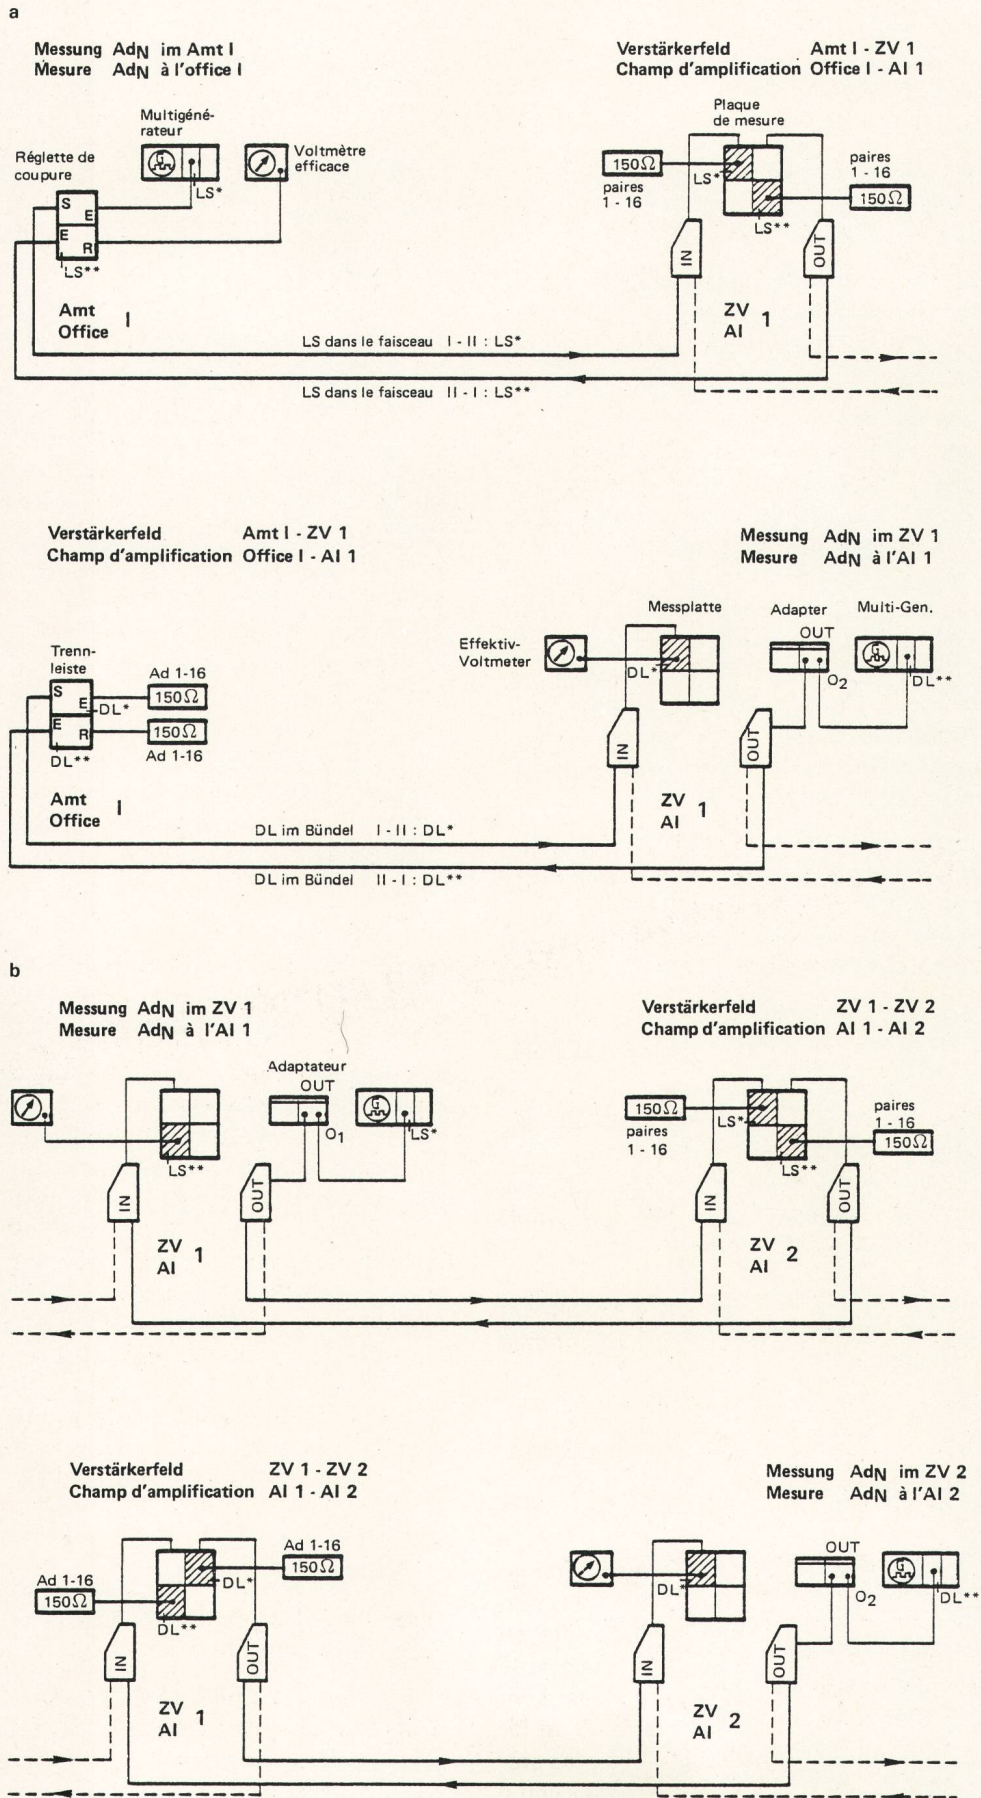 a
Messung AdN im Amt I
Mesure AdN à l'office I
Verstärkerfeld Amt I - ZV 1
Champ d'amplification Office I - AI 1
Multigéné-
rateur
Réglette de
coupure
G
LS*
Voltmètre
efficace
S
E
E
R
LS**
Amt
Office I
Plaque
de mesure
150Ω
paires
1 - 16
LS*
LS**
paires
1 - 16
150Ω
IN
OUT
ZV
AI 1
LS dans le faisceau I - II : LS*
LS dans le faisceau II - I : LS**
Verstärkerfeld Amt I - ZV 1
Champ d'amplification Office I - AI 1
Messung AdN im ZV 1
Mesure AdN à l'AI 1
Trenn-
leiste
S
E
E
R
DL*
DL**
Ad 1-16
150Ω
150Ω
Ad 1-16
Amt
Office I
Effektiv-
Voltmeter
Messplatte
DL*
Adapter
OUT
O2
Multi-Gen.
G
DL**
IN
OUT
ZV
AI 1
DL im Bündel I - II : DL*
DL im Bündel II - I : DL**
b
Messung AdN im ZV 1
Mesure AdN à l'AI 1
Verstärkerfeld ZV 1 - ZV 2
Champ d'amplification AI 1 - AI 2
LS**
Adaptateur
OUT
O1
G
LS*
IN
OUT
ZV
AI 1
150Ω
paires
1 - 16
LS*
LS**
paires
1 - 16
150Ω
IN
OUT
ZV
AI 2
Verstärkerfeld ZV 1 - ZV 2
Champ d'amplification AI 1 - AI 2
Messung AdN im ZV 2
Mesure AdN à l'AI 2
Ad 1-16
150Ω
DL*
DL**
Ad 1-16
150Ω
IN
OUT
ZV
AI 1
DL*
OUT
O2
G
DL**
IN
OUT
ZV
AI 2